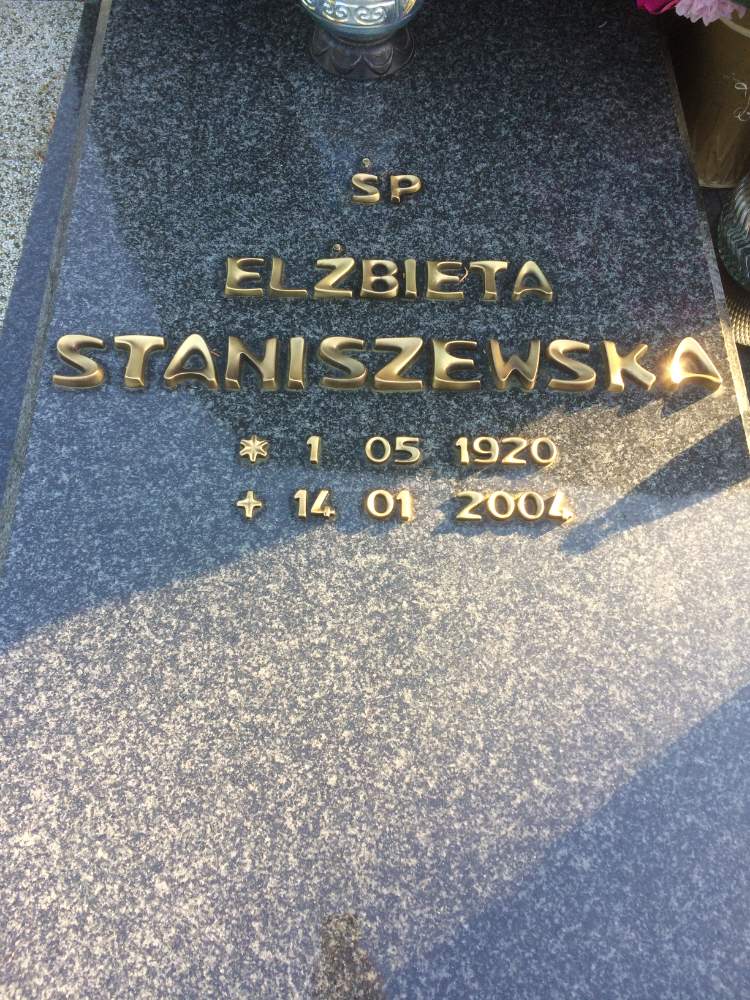 ŚP
ELŻBIETA
STANISZEWSKA
* 1 05 1920
+ 14 01 2004